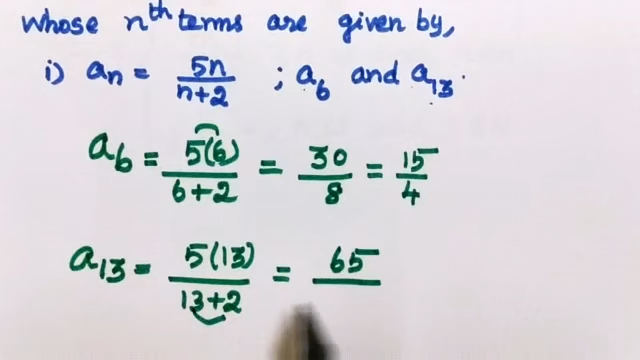 whose nth terms are given by,
i) an = 5n/n+2 ; a6 and a13.
a6 = 5(6)/6+2 = 30/8 = 15/4
a13 = 5(13)/13+2 = 65